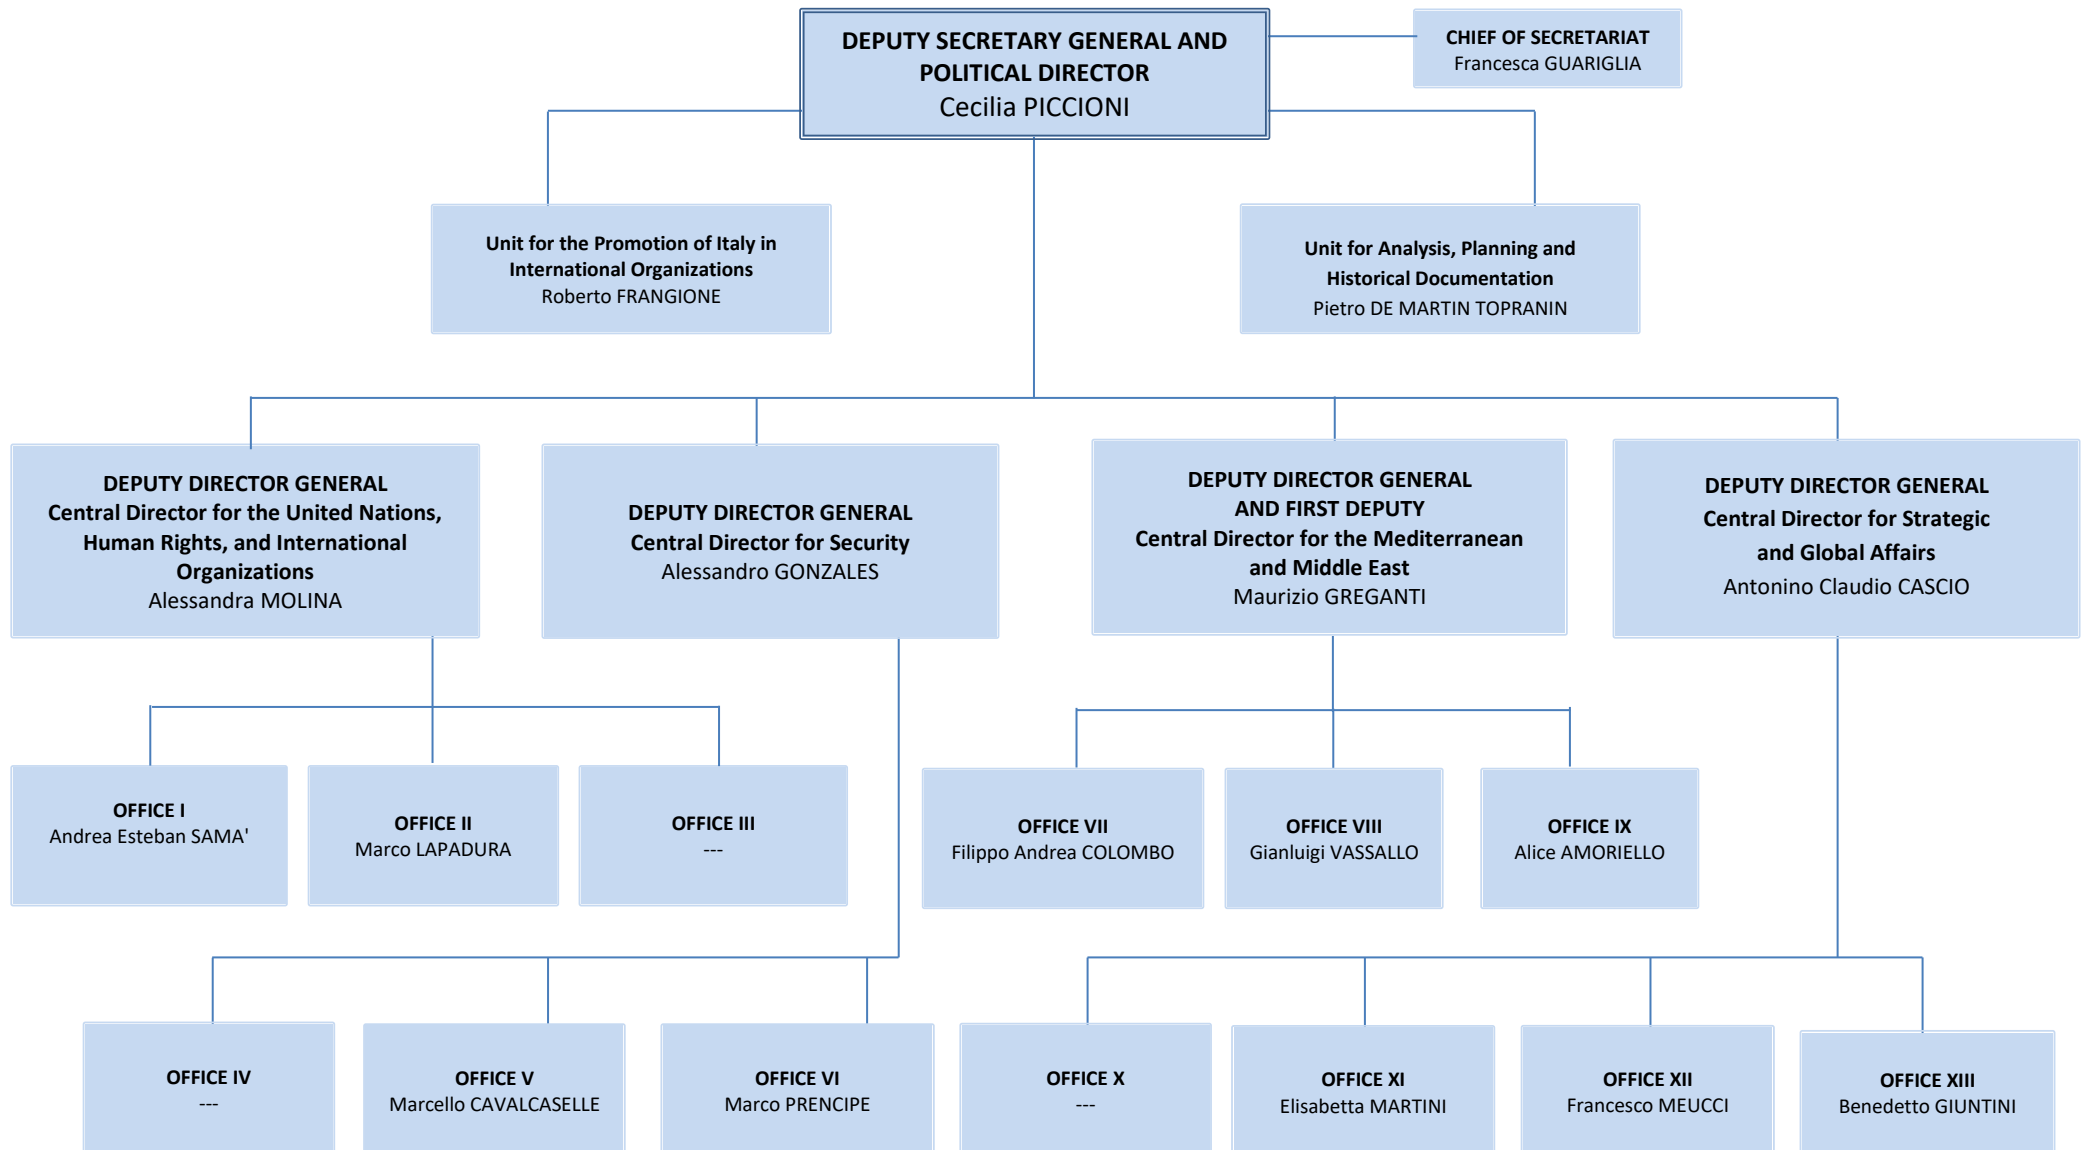 DEPUTY SECRETARY GENERAL AND
POLITICAL DIRECTOR
Cecilia PICCIONI
CHIEF OF SECRETARIAT
Francesca GUARIGLIA
Unit for the Promotion of Italy in
International Organizations
Roberto FRANGIONE
Unit for Analysis, Planning and
Historical Documentation
Pietro DE MARTIN TOPRANIN
DEPUTY DIRECTOR GENERAL
Central Director for the United Nations,
Human Rights, and International
Organizations
Alessandra MOLINA
DEPUTY DIRECTOR GENERAL
Central Director for Security
Alessandro GONZALES
DEPUTY DIRECTOR GENERAL
AND FIRST DEPUTY
Central Director for the Mediterranean
and Middle East
Maurizio GREGANTI
DEPUTY DIRECTOR GENERAL
Central Director for Strategic
and Global Affairs
Antonino Claudio CASCIO
OFFICE I
Andrea Esteban SAMA'
OFFICE II
Marco LAPADURA
OFFICE III
---
OFFICE VII
Filippo Andrea COLOMBO
OFFICE VIII
Gianluigi VASSALLO
OFFICE IX
Alice AMORIELLO
OFFICE IV
---
OFFICE V
Marcello CAVALCASELLE
OFFICE VI
Marco PRENCIPE
OFFICE X
---
OFFICE XI
Elisabetta MARTINI
OFFICE XII
Francesco MEUCCI
OFFICE XIII
Benedetto GIUNTINI